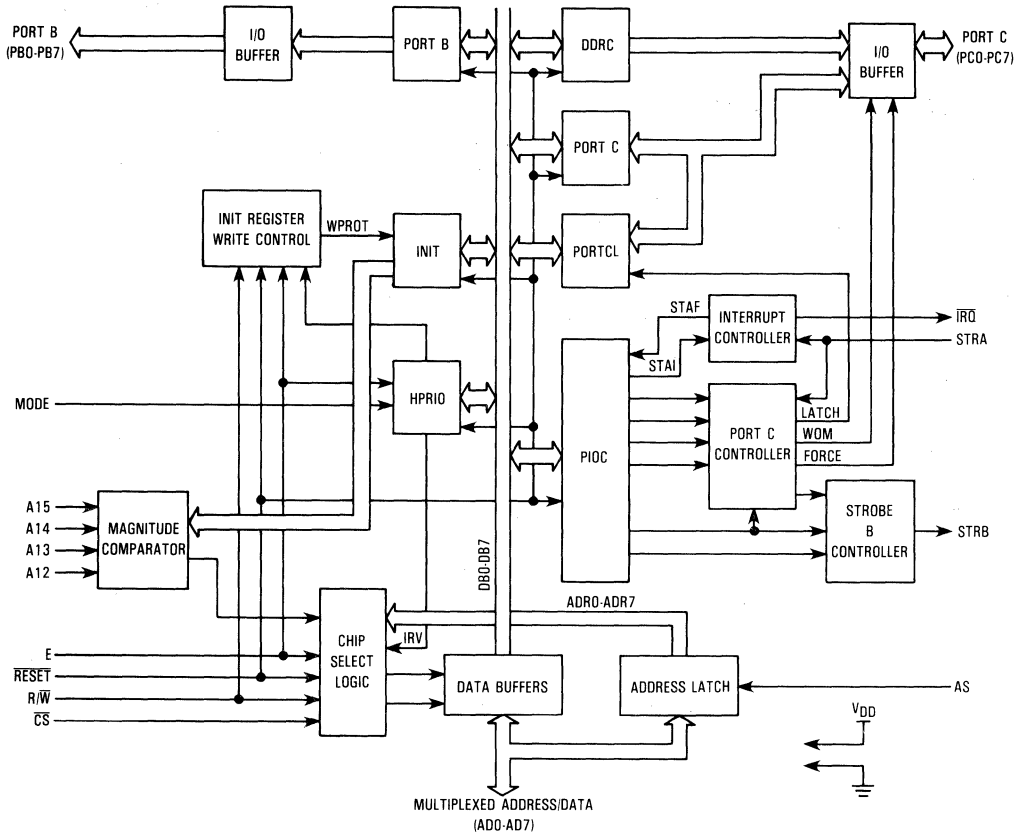 PORT B
(PB0-PB7)
I/O
BUFFER
PORT B
DDRC
I/O
BUFFER
PORT C
(PC0-PC7)
PORT C
INIT REGISTER
WRITE CONTROL
WPROT
INIT
PORTCL
STAF
INTERRUPT
CONTROLLER
IRQ
STRA
STAI
MODE
HPRIO
PIOC
PORT C
CONTROLLER
LATCH
WOM
FORCE
A15
A14
A13
A12
MAGNITUDE
COMPARATOR
STROBE
B
CONTROLLER
STRB
DB0-DB7
ADR0-ADR7
E
RESET
R/W
CS
CHIP
SELECT
LOGIC
IRV
DATA BUFFERS
ADDRESS LATCH
AS
VDD
MULTIPLEXED ADDRESS/DATA
(AD0-AD7)